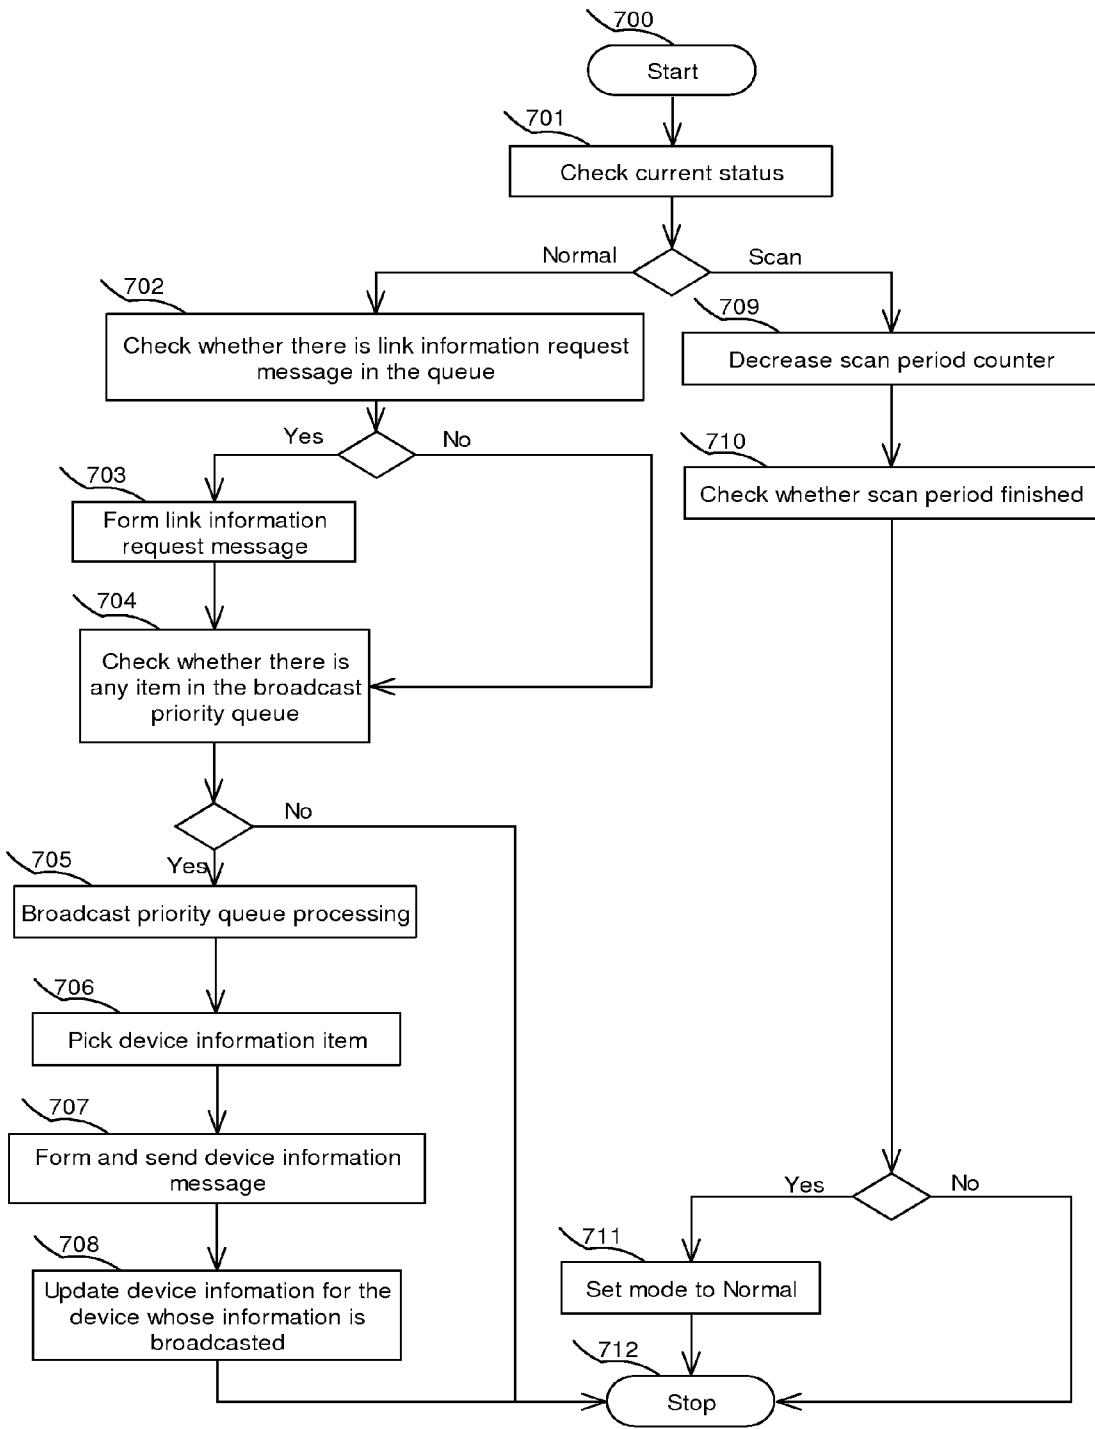 700
Start
701
Check current status
Normal
Scan
702
Check whether there is link information request
message in the queue
709
Decrease scan period counter
Yes
No
710
Check whether scan period finished
703
Form link information
request message
704
Check whether there is
any item in the broadcast
priority queue
No
Yes
705
Broadcast priority queue processing
706
Pick device information item
707
Form and send device information
message
Yes
No
708
Update device infomation for the
device whose information is
broadcasted
711
Set mode to Normal
712
Stop